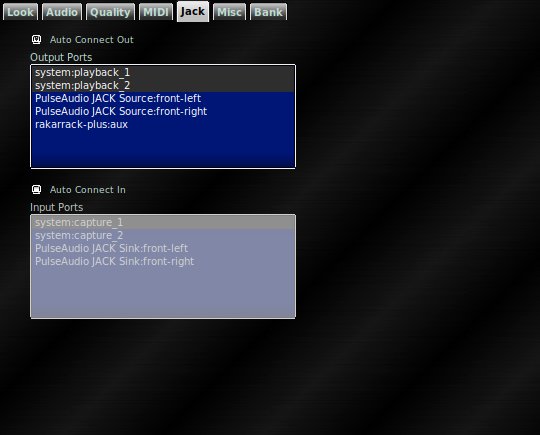 Look Audio Quality MIDI Jack Misc Bank
Auto Connect Out
Output Ports
system:playback_1
system:playback_2
PulseAudio JACK Source:front-left
PulseAudio JACK Source:front-right
rakarrack-plus:aux
Auto Connect In
Input Ports
system:capture_1
system:capture_2
PulseAudio JACK Sink:front-left
PulseAudio JACK Sink:front-right